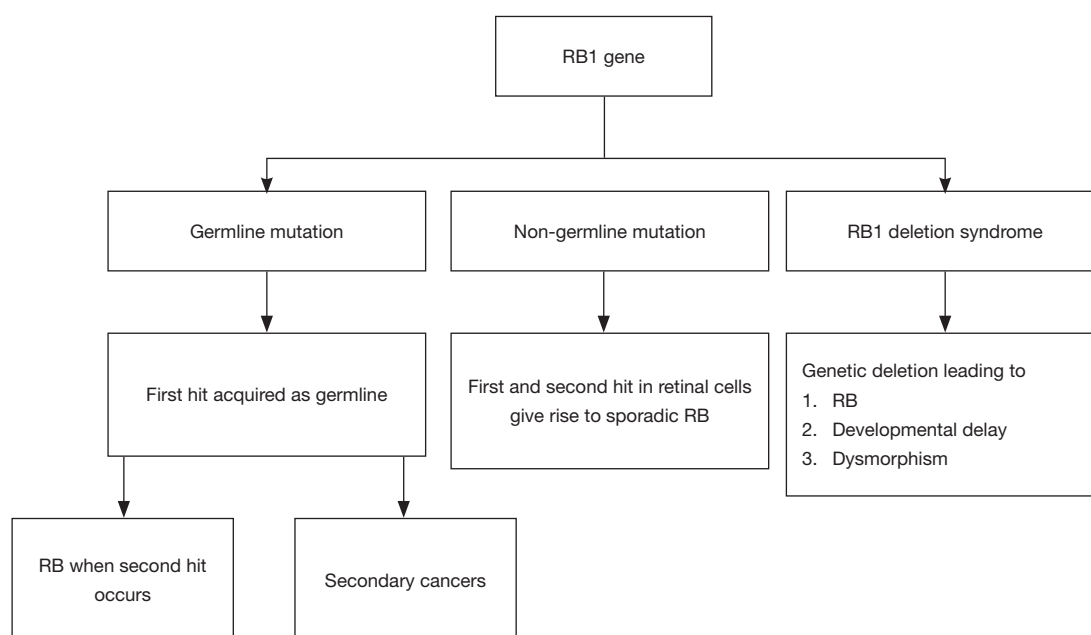 RB1 gene
Germline mutation
Non-germline mutation
RB1 deletion syndrome
First hit acquired as germline
First and second hit in retinal cells
give rise to sporadic RB
Genetic deletion leading to
1. RB
2. Developmental delay
3. Dysmorphism
RB when second hit
occurs
Secondary cancers